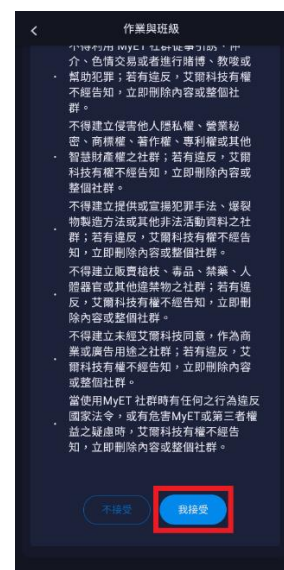 作業與班級
不得利用 MyET 社群從事引誘、仲
介、色情交易或者進行賭博、教唆或
幫助犯罪；若有違反，艾爾科技有權
不經告知，立即刪除內容或整個社
群。
不得建立侵害他人隱私權、營業秘
密、商標權、著作權、專利權或其他
智慧財產權之社群；若有違反，艾爾
科技有權不經告知，立即刪除內容或
整個社群。
不得建立提供或宣揚犯罪手法、爆裂
物製造方法或其他非法活動資料之社
群；若有違反，艾爾科技有權不經告
知，立即刪除內容或整個社群。
不得建立販賣槍枝、毒品、禁藥、人
體器官或其他違禁物之社群；若有違
反，艾爾科技有權不經告知，立即刪
除內容或整個社群。
不得建立未經艾爾科技同意，作為商
業或廣告用途之社群；若有違反，艾
爾科技有權不經告知，立即刪除內容
或整個社群。
當使用MyET 社群時有任何之行為違反
國家法令，或有危害MyET或第三者權
益之疑慮時，艾爾科技有權不經告
知，立即刪除內容或整個社群。
不接受
我接受